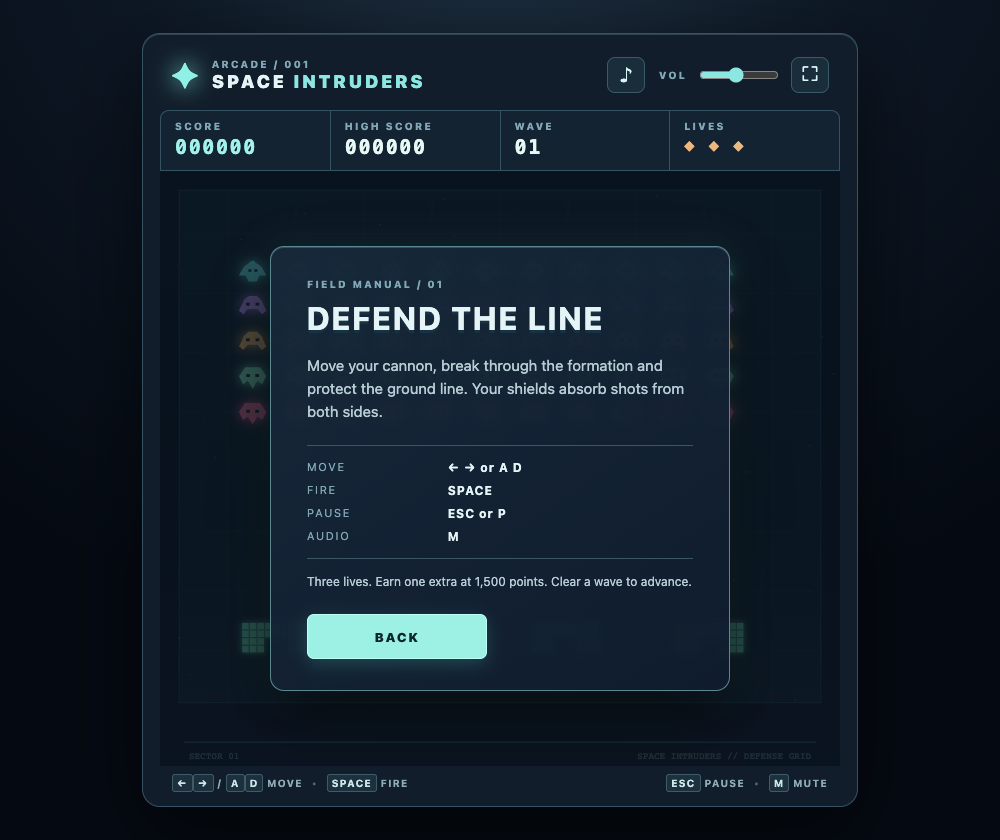 ARCADE / 001
SPACE INTRUDERS
VOL
SCORE
000000
HIGH SCORE
000000
WAVE
01
LIVES
FIELD MANUAL / 01
DEFEND THE LINE
Move your cannon, break through the formation and
protect the ground line. Your shields absorb shots from
both sides.
MOVE ← → or A D
FIRE SPACE
PAUSE ESC or P
AUDIO M
Three lives. Earn one extra at 1,500 points. Clear a wave to advance.
BACK
SECTOR 01
SPACE INTRUDERS // DEFENSE GRID
← → / A D MOVE · SPACE FIRE
ESC PAUSE · M MUTE